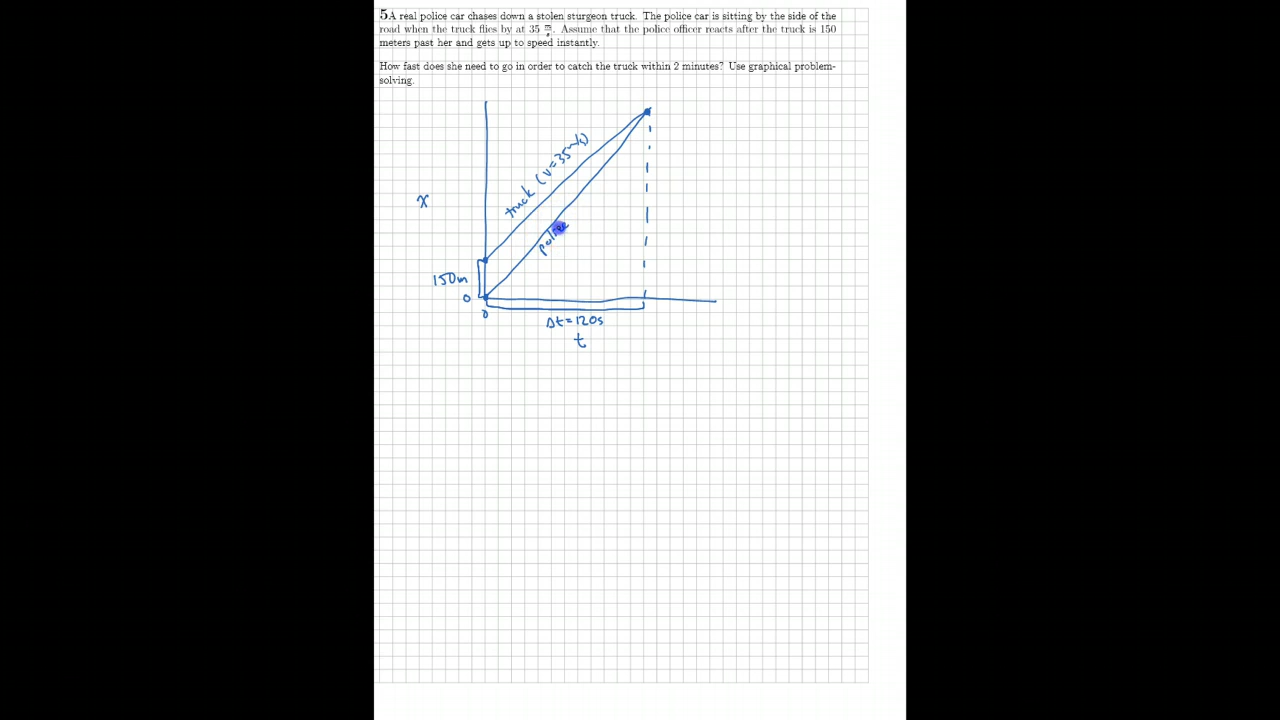 5A real police car chases down a stolen sturgeon truck. The police car is sitting by the side of the
road when the truck flies by at 35 m/s. Assume that the police officer reacts after the truck is 150
meters past her and gets up to speed instantly.
How fast does she need to go in order to catch the truck within 2 minutes? Use graphical problem-
solving.
truck (v=35m/s)
x
police
150m
0
0
Δt=120s
t